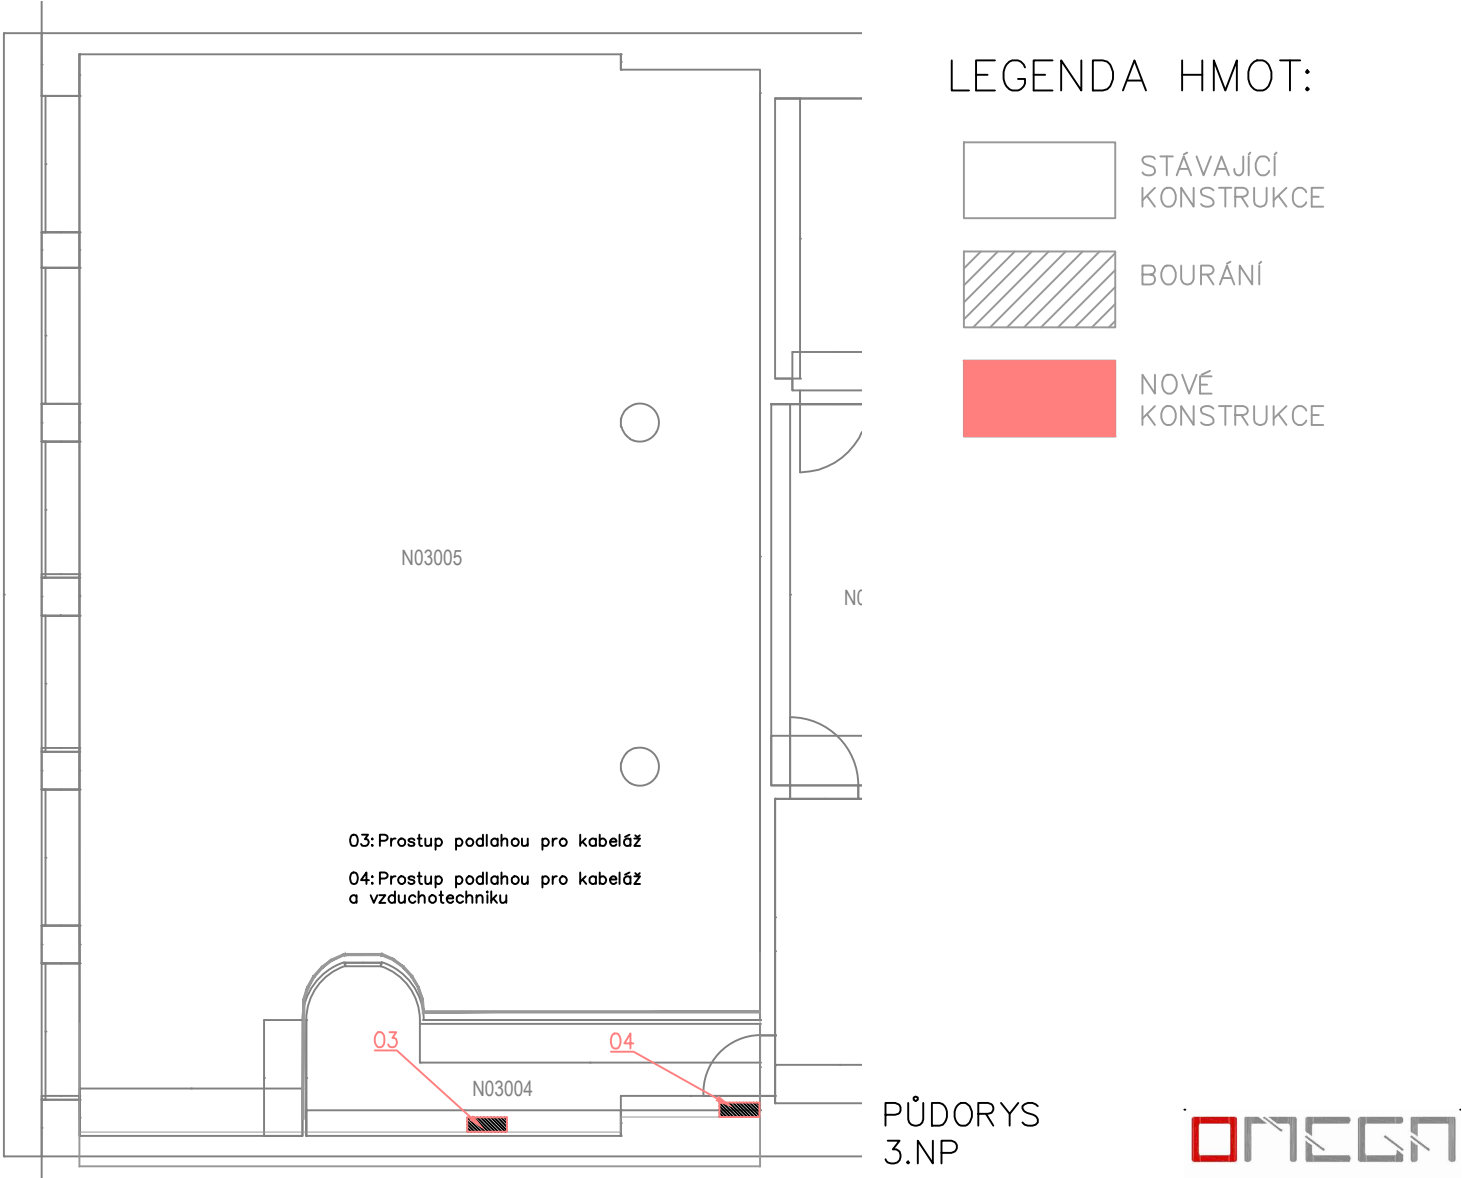 LEGENDA HMOT:
STÁVAJÍCÍ
KONSTRUKCE
BOURÁNÍ
NOVÉ
KONSTRUKCE
N03005
03:Prostup podlahou pro kabeláž
04:Prostup podlahou pro kabeláž
a vzduchotechniku
03
04
N03004
PŮDORYS
3.NP
OMEGA